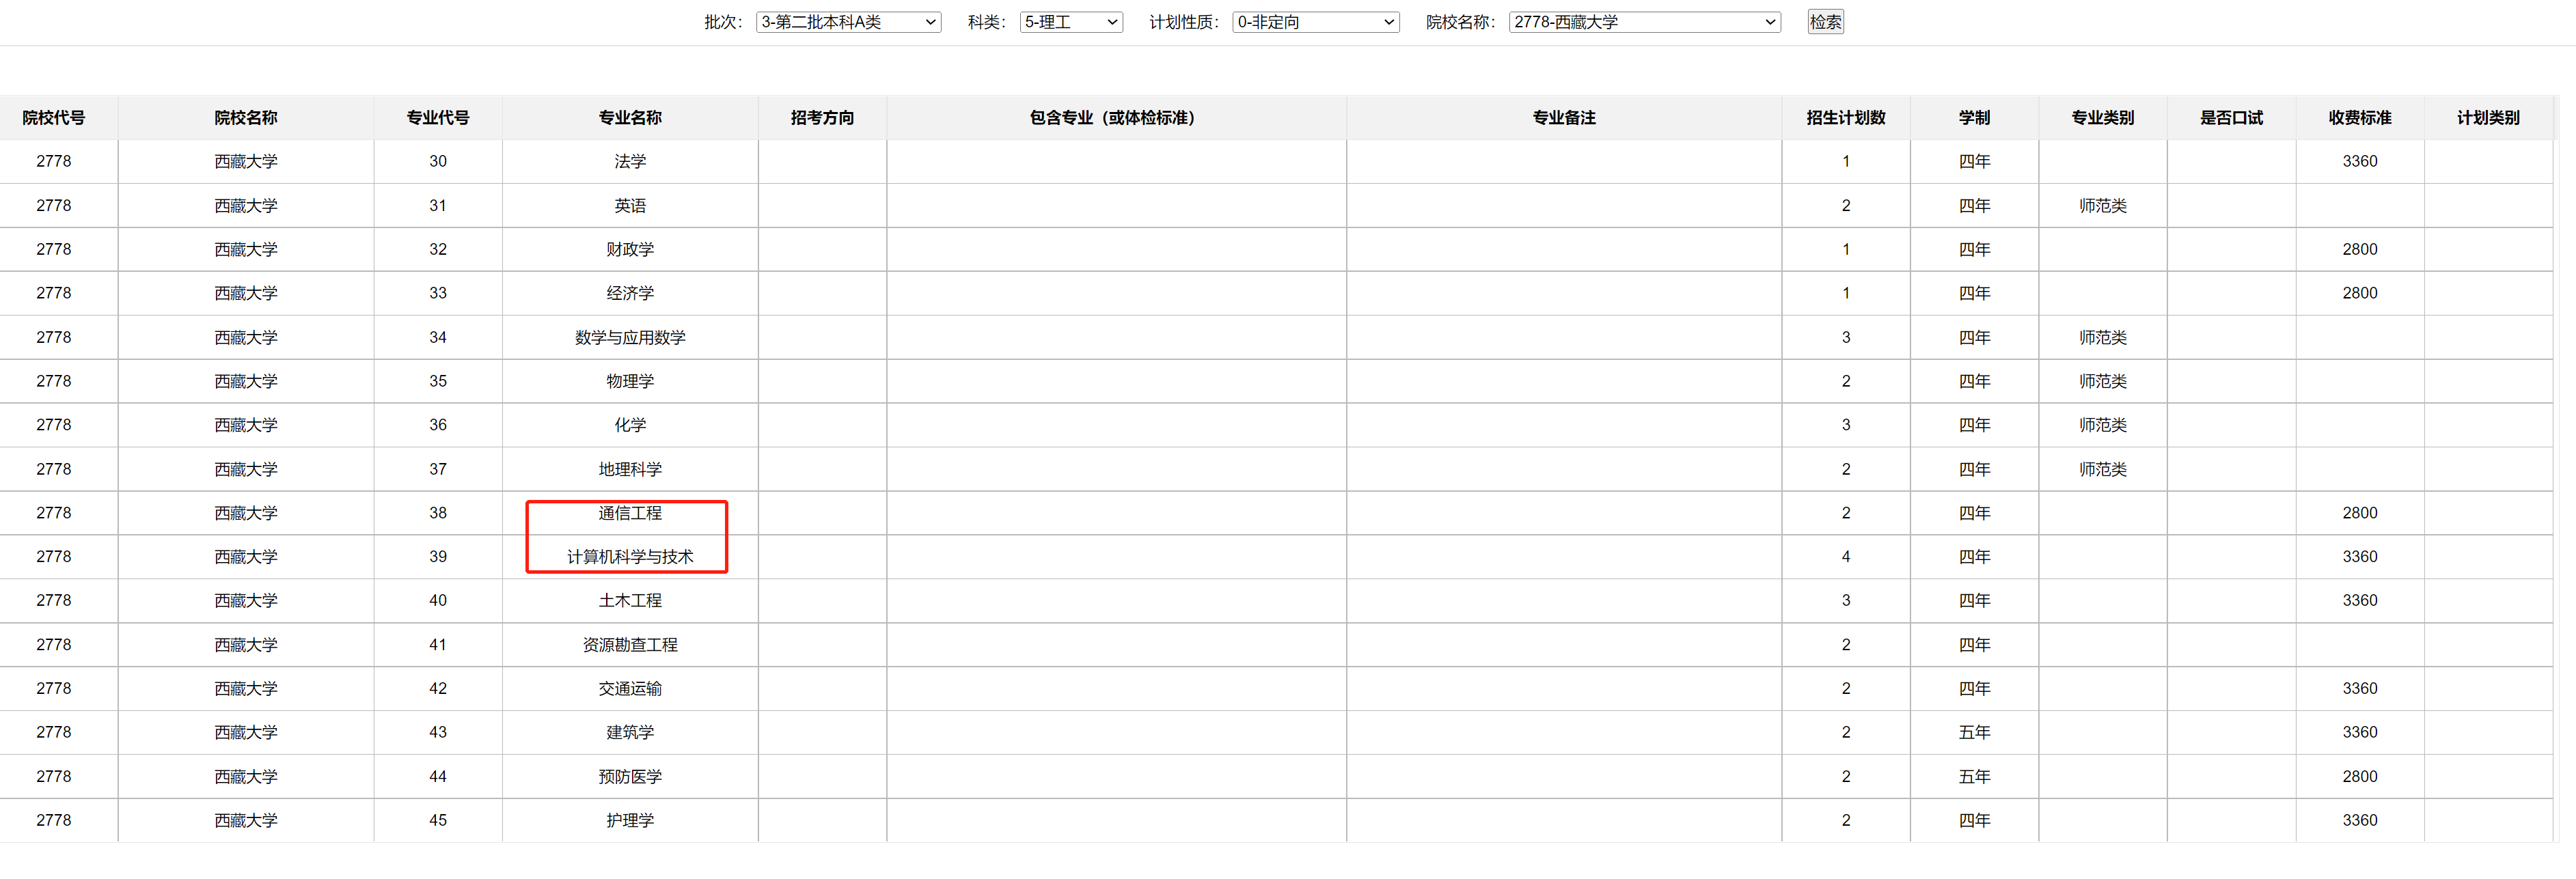 批次： 3-第二批本科A类 科类： 5-理工 计划性质： 0-非定向 院校名称： 2778-西藏大学 检索
院校代号 院校名称 专业代号 专业名称 招考方向 包含专业（或体检标准） 专业备注 招生计划数 学制 专业类别 是否口试 收费标准 计划类别
2778 西藏大学 30 法学 1 四年 3360
2778 西藏大学 31 英语 2 四年 师范类
2778 西藏大学 32 财政学 1 四年 2800
2778 西藏大学 33 经济学 1 四年 2800
2778 西藏大学 34 数学与应用数学 3 四年 师范类
2778 西藏大学 35 物理学 2 四年 师范类
2778 西藏大学 36 化学 3 四年 师范类
2778 西藏大学 37 地理科学 2 四年 师范类
2778 西藏大学 38 通信工程 2 四年 2800
2778 西藏大学 39 计算机科学与技术 4 四年 3360
2778 西藏大学 40 土木工程 3 四年 3360
2778 西藏大学 41 资源勘查工程 2 四年
2778 西藏大学 42 交通运输 2 四年 3360
2778 西藏大学 43 建筑学 2 五年 3360
2778 西藏大学 44 预防医学 2 五年 2800
2778 西藏大学 45 护理学 2 四年 3360